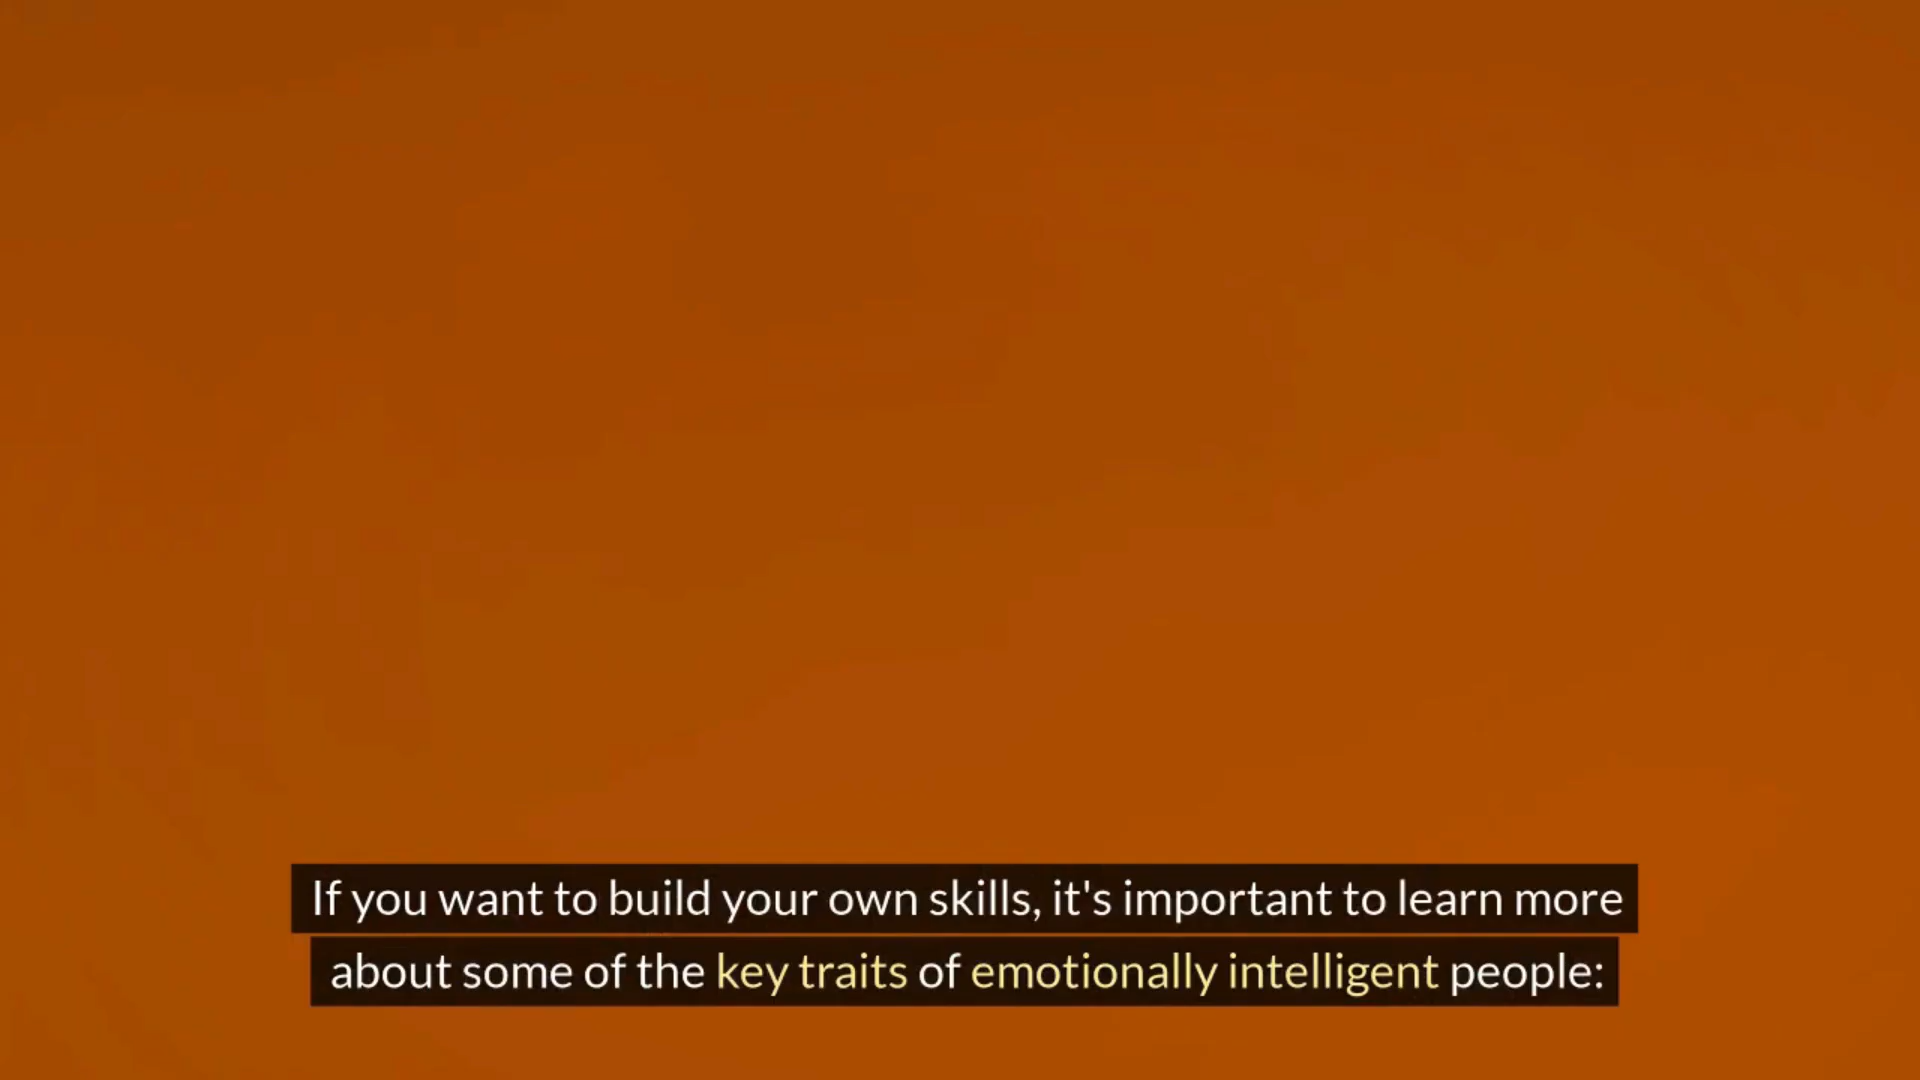 If you want to build your own skills, it's important to learn more
about some of the key traits of emotionally intelligent people: